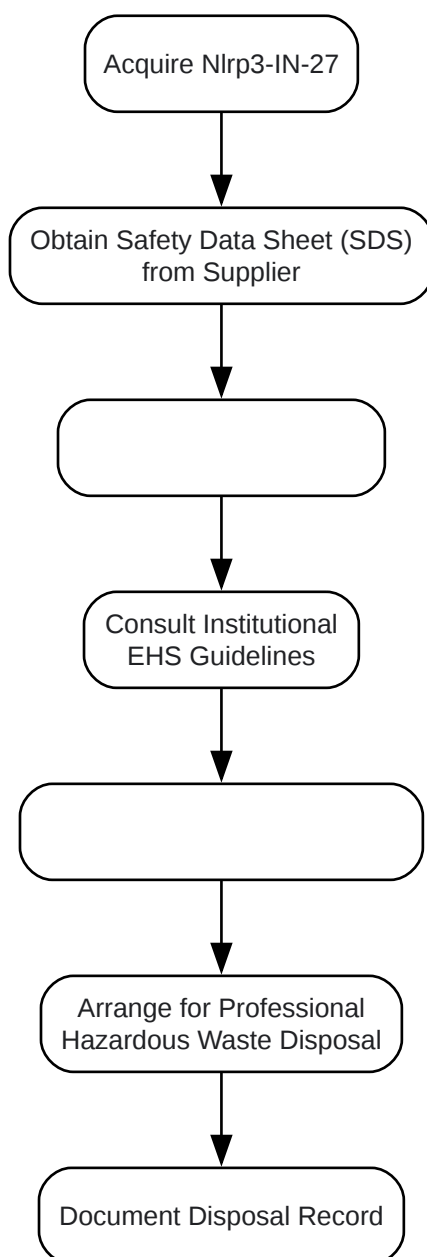 Acquire Nlrp3-IN-27
Obtain Safety Data Sheet (SDS)
from Supplier
Consult Institutional
EHS Guidelines
Arrange for Professional
Hazardous Waste Disposal
Document Disposal Record